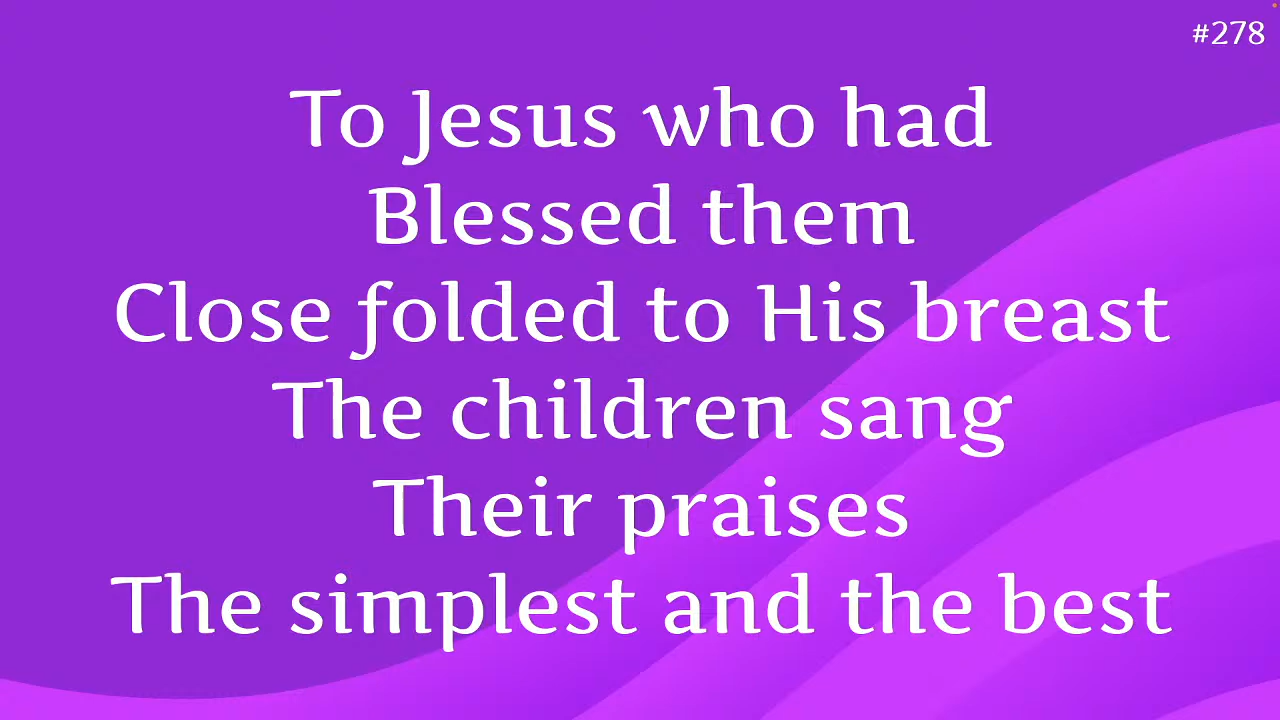 #278
To Jesus who had
Blessed them
Close folded to His breast
The children sang
Their praises
The simplest and the best